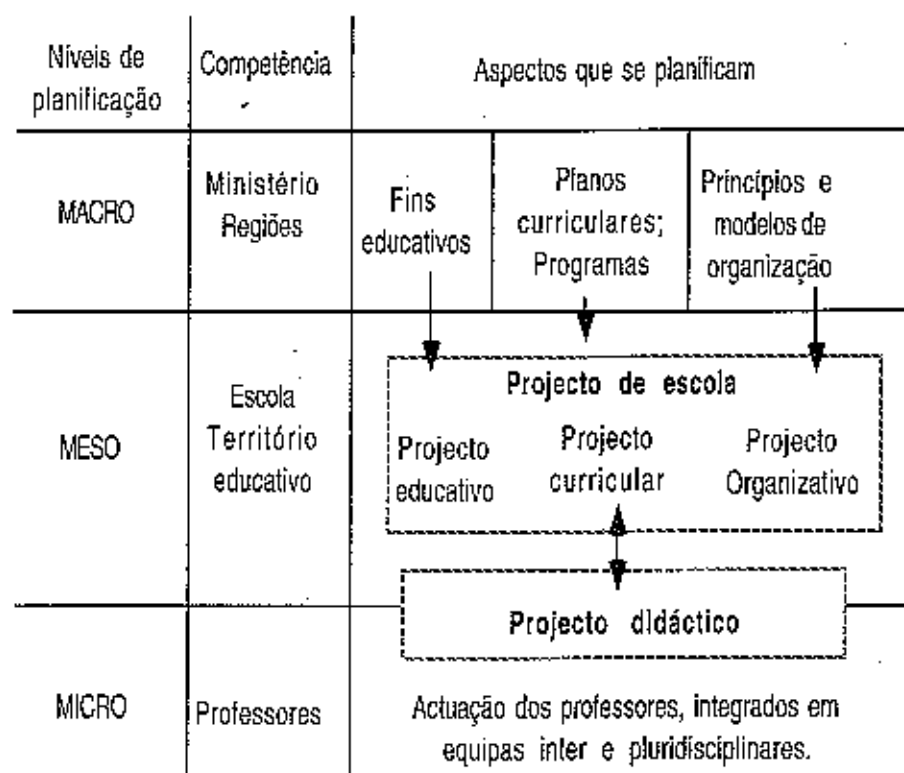 Níveis de
planificação
Competência
Aspectos que se planificam
MACRO
Ministério
Regiões
Fins
educativos
Planos
curriculares;
Programas
Princípios e
modelos de
organização
MESO
Escola
Território
educativo
Projecto de escola
Projecto
educativo
Projecto
curricular
Projecto
Organizativo
Projecto didáctico
MICRO
Professores
Actuação dos professores, integrados em
equipas inter e pluridisciplinares.